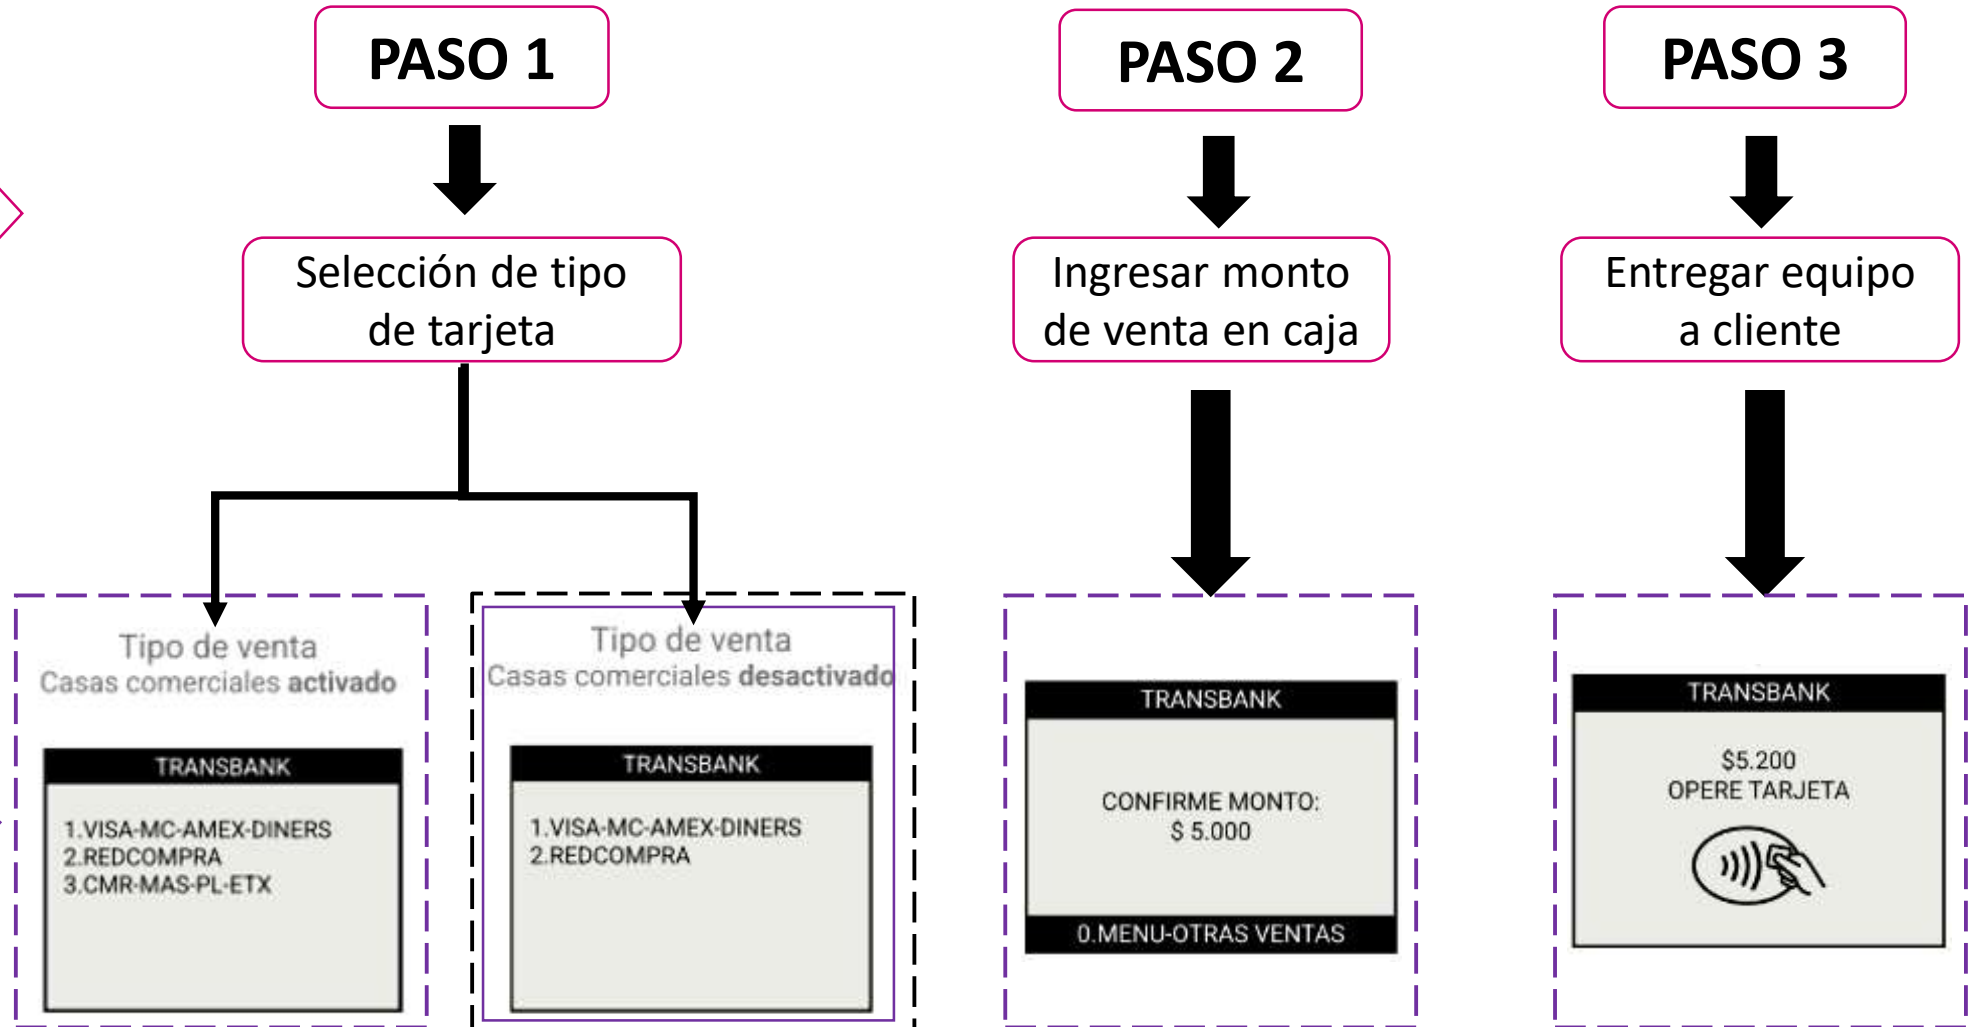 PASO 1
Selección de tipo
de tarjeta
Tipo de venta
Casas comerciales activado
TRANSBANK
1.VISA-MC-AMEX-DINERS
2.REDCOMPRA
3.CMR-MAS-PL-ETX
Tipo de venta
Casas comerciales desactivado
TRANSBANK
1.VISA-MC-AMEX-DINERS
2.REDCOMPRA
PASO 2
Ingresar monto
de venta en caja
TRANSBANK
CONFIRME MONTO:
$ 5.000
0.MENU-OTRAS VENTAS
PASO 3
Entregar equipo
a cliente
TRANSBANK
$5.200
OPERE TARJETA